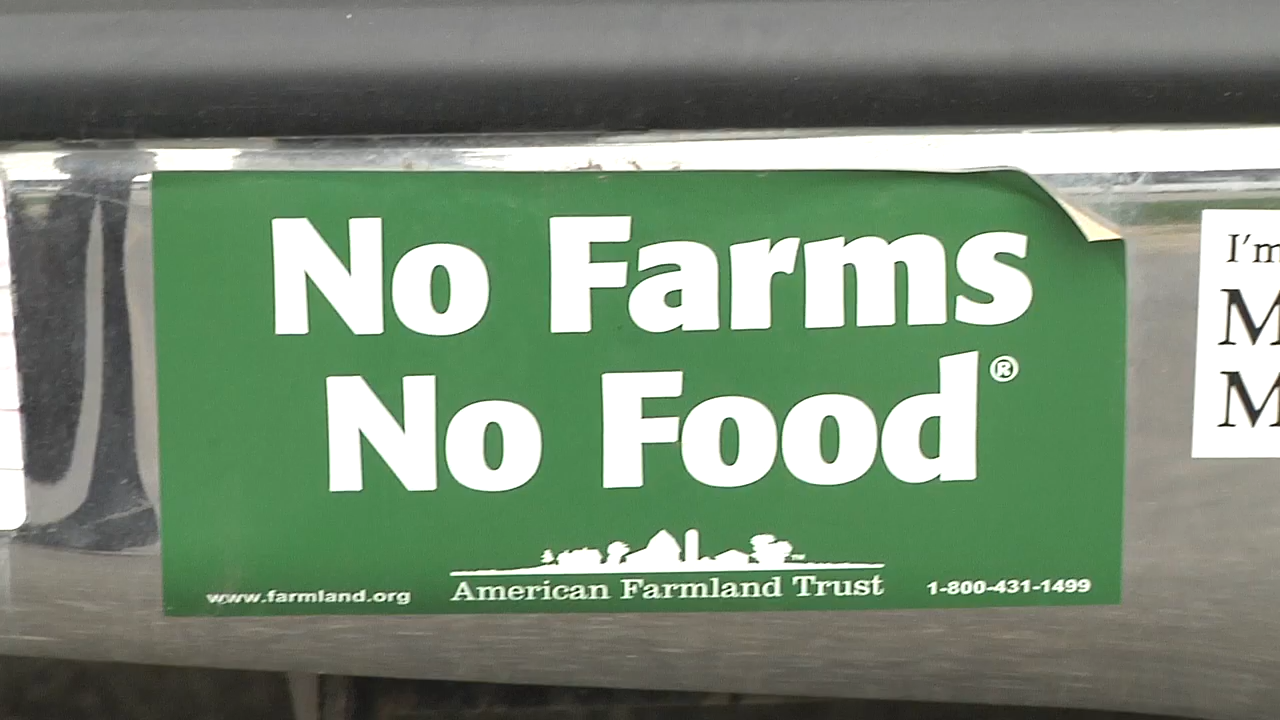 No Farms
No Food®
American Farmland Trust
www.farmland.org
1-800-431-1499
I'm
M
M